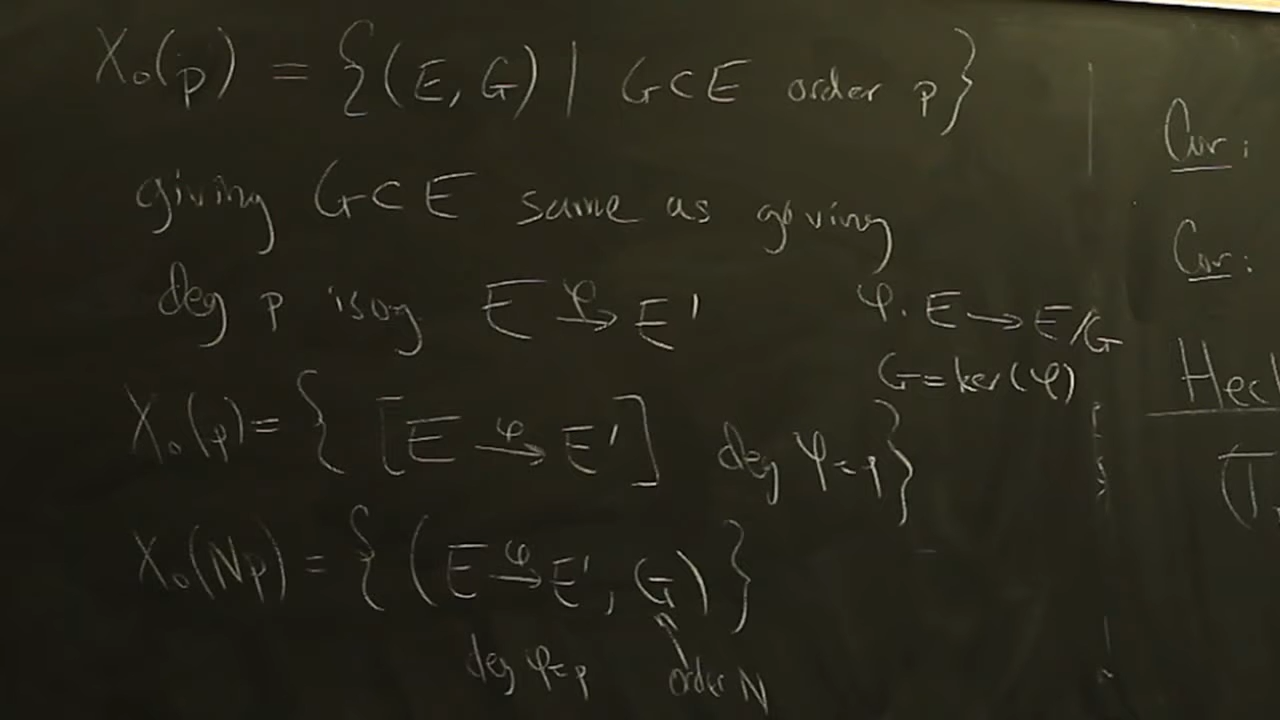 X₀(p) = {(E, G) | G ⊂ E order p}
giving G ⊂ E same as giving
deg p isog. E →^φ E'
φ: E → E/G
G = ker(φ)
X₀(p) = { [E →^φ E'] deg φ = p}
X₀(Np) = { (E →^φ E', G) }
deg φ = p
order N
Cor:
Cor:
Hec